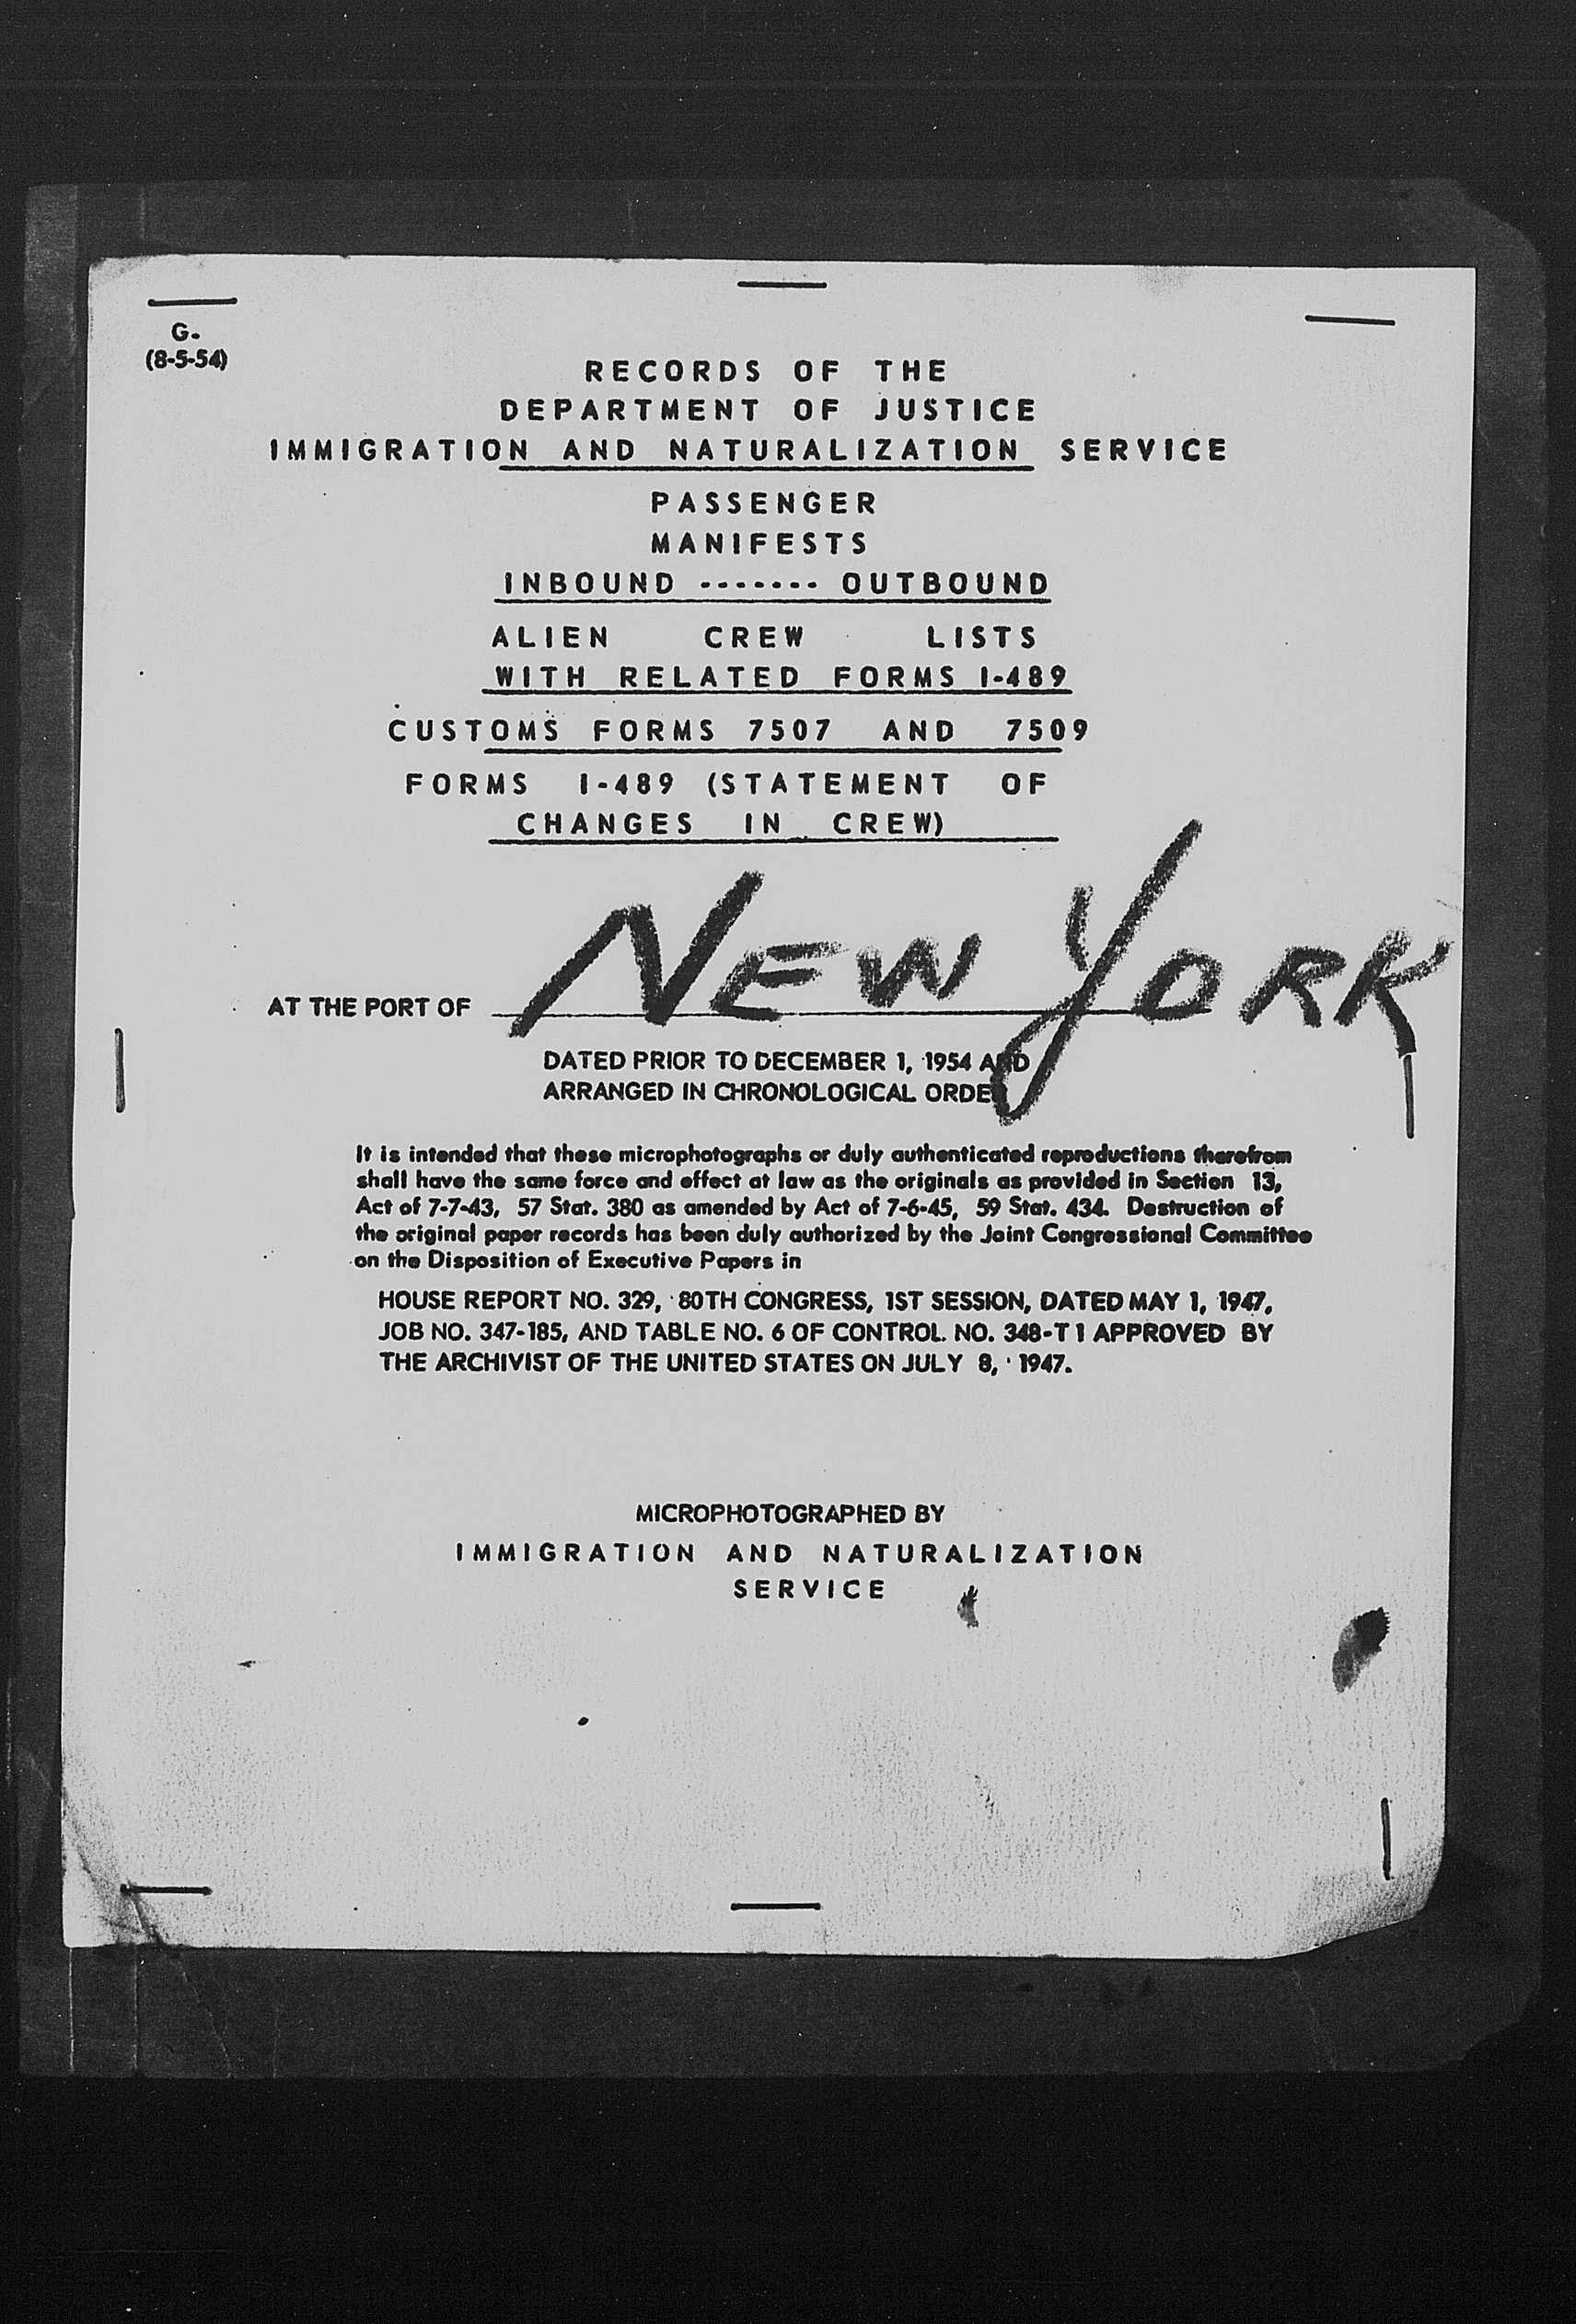 G.
(8-5-54)
RECORDS OF THE
DEPARTMENT OF JUSTICE
IMMIGRATION AND NATURALIZATION SERVICE
PASSENGER
MANIFESTS
INBOUND ------- OUTBOUND
ALIEN CREW LISTS
WITH RELATED FORMS I-489
CUSTOMS FORMS 7507 AND 7509
FORMS I-489 (STATEMENT OF
CHANGES IN CREW)
AT THE PORT OF NEW YORK
DATED PRIOR TO DECEMBER 1, 1954 AND
ARRANGED IN CHRONOLOGICAL ORDER
It is intended that these microphotographs or duly authenticated reproductions therefrom
shall have the same force and effect at law as the originals as provided in Section 13,
Act of 7-7-43, 57 Stat. 380 as amended by Act of 7-6-45, 59 Stat. 434. Destruction of
the original paper records has been duly authorized by the Joint Congressional Committee
on the Disposition of Executive Papers in
HOUSE REPORT NO. 329, 80TH CONGRESS, 1ST SESSION, DATED MAY 1, 1947,
JOB NO. 347-185, AND TABLE NO. 6 OF CONTROL NO. 348-T1 APPROVED BY
THE ARCHIVIST OF THE UNITED STATES ON JULY 8, 1947.
MICROPHOTOGRAPHED BY
IMMIGRATION AND NATURALIZATION
SERVICE